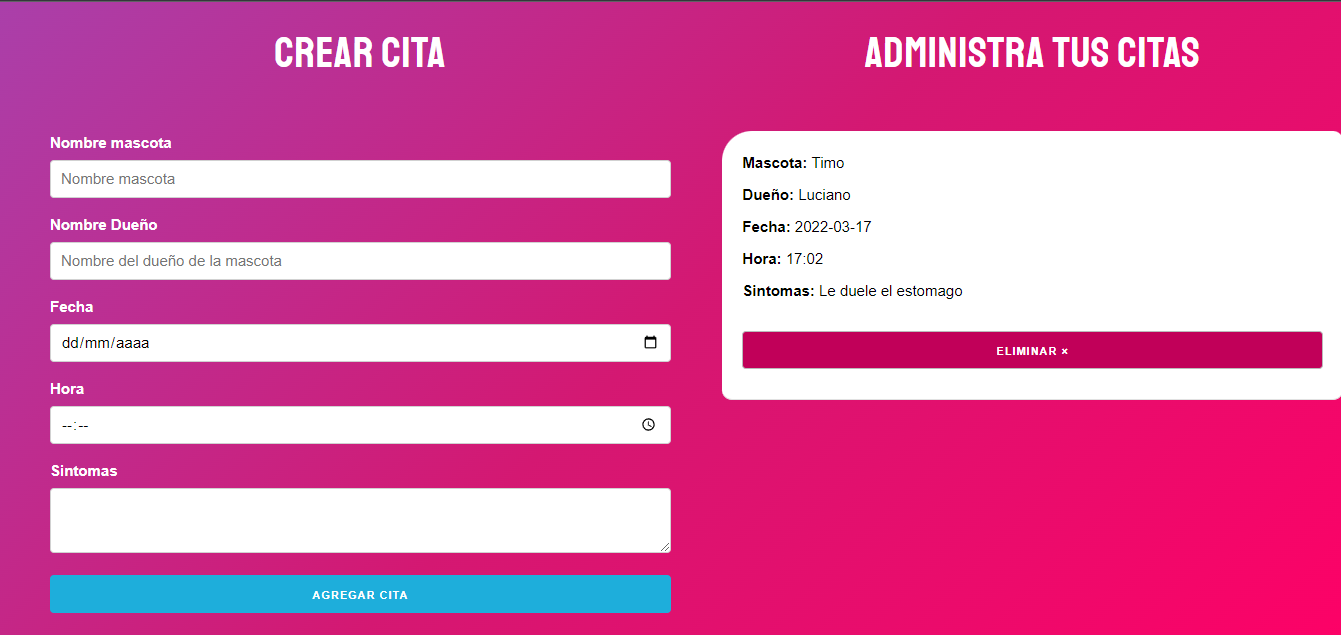 CREAR CITA
Nombre mascota
Nombre mascota
Nombre Dueño
Nombre del dueño de la mascota
Fecha
dd/mm/aaaa
Hora
--:--
Sintomas
AGREGAR CITA
ADMINISTRA TUS CITAS
Mascota: Timo
Dueño: Luciano
Fecha: 2022-03-17
Hora: 17:02
Sintomas: Le duele el estomago
ELIMINAR ×